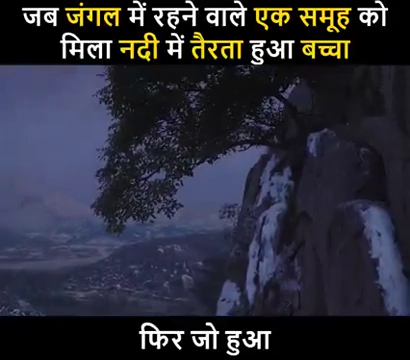 जब जंगल में रहने वाले एक समूह को
मिला नदी में तैरता हुआ बच्चा
फिर जो हुआ